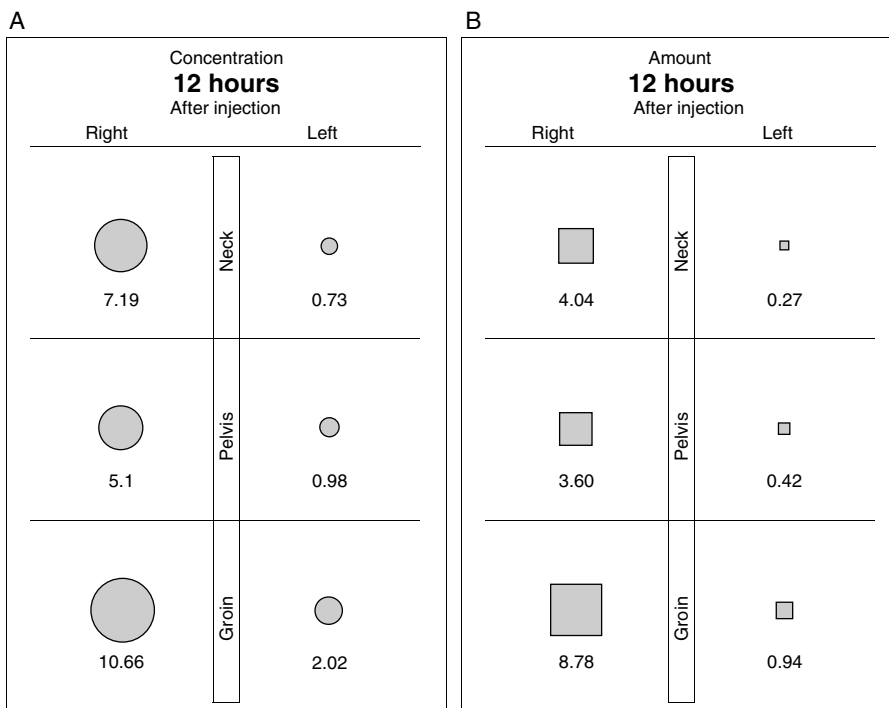 A
Concentration
12 hours
After injection
Right
Left
Neck
7.19
0.73
Pelvis
5.1
0.98
Groin
10.66
2.02
B
Amount
12 hours
After injection
Right
Left
Neck
4.04
0.27
Pelvis
3.60
0.42
Groin
8.78
0.94